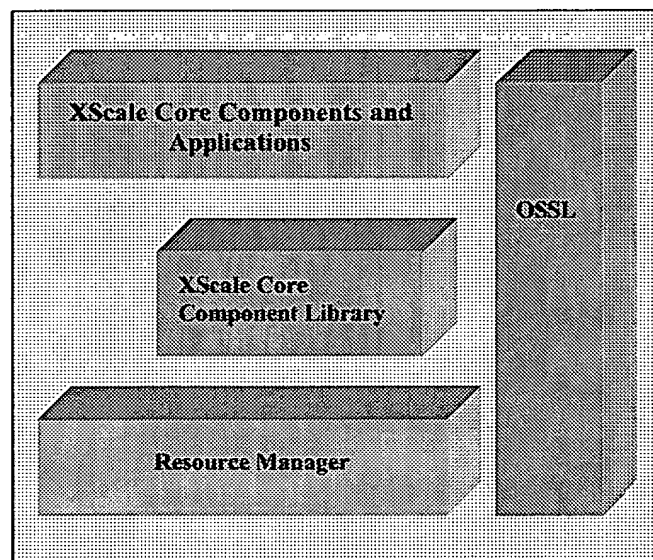 XScale Core Components and
Applications
OSSL
XScale Core
Component Library
Resource Manager